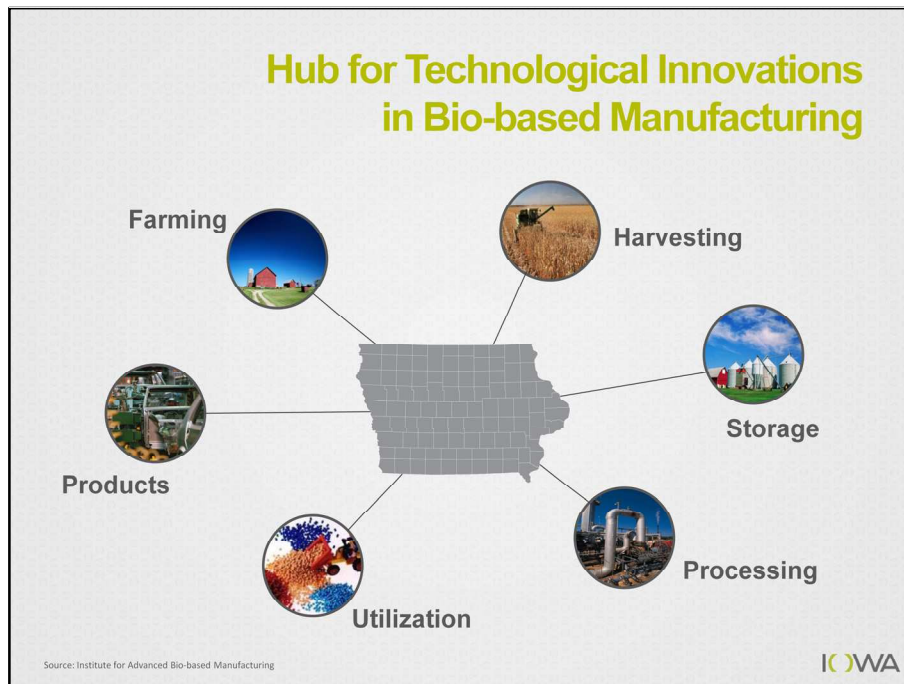 Hub for Technological Innovations
in Bio-based Manufacturing
Farming
Harvesting
Storage
Products
Processing
Utilization
Source: Institute for Advanced Bio-based Manufacturing
IOWA